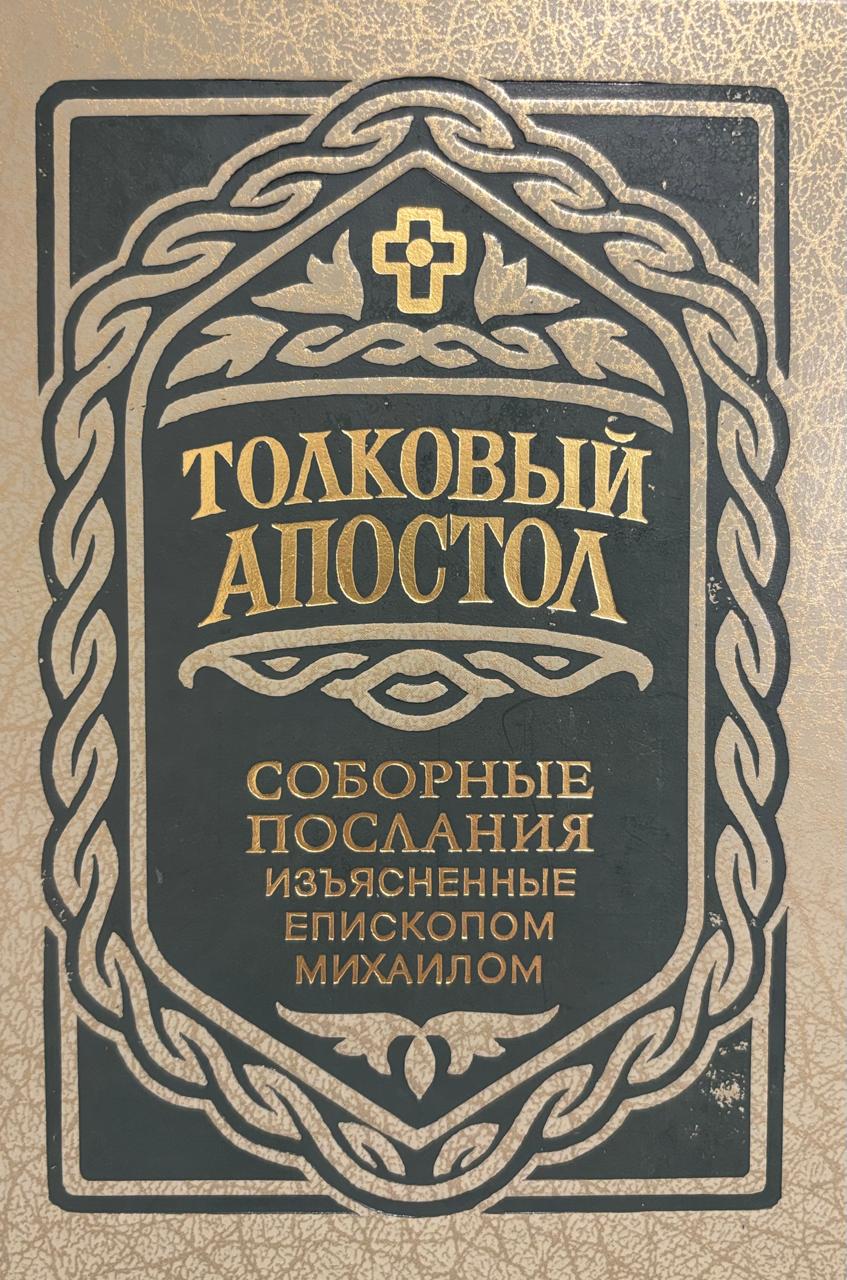 ТОЛКОВЫЙ
АПОСТОЛ
СОБОРНЫЕ
ПОСЛАНИЯ
ИЗЪЯСНЕННЫЕ
ЕПИСКОПОМ
МИХАИЛОМ